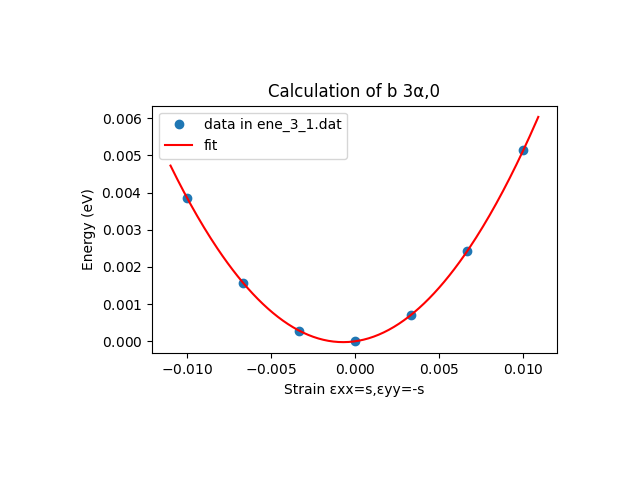 Calculation of b 3α,0
data in ene_3_1.dat
fit
Energy (eV)
0.006
0.005
0.004
0.003
0.002
0.001
0.000
−0.010
−0.005
0.000
0.005
0.010
Strain εxx=s,εyy=-s